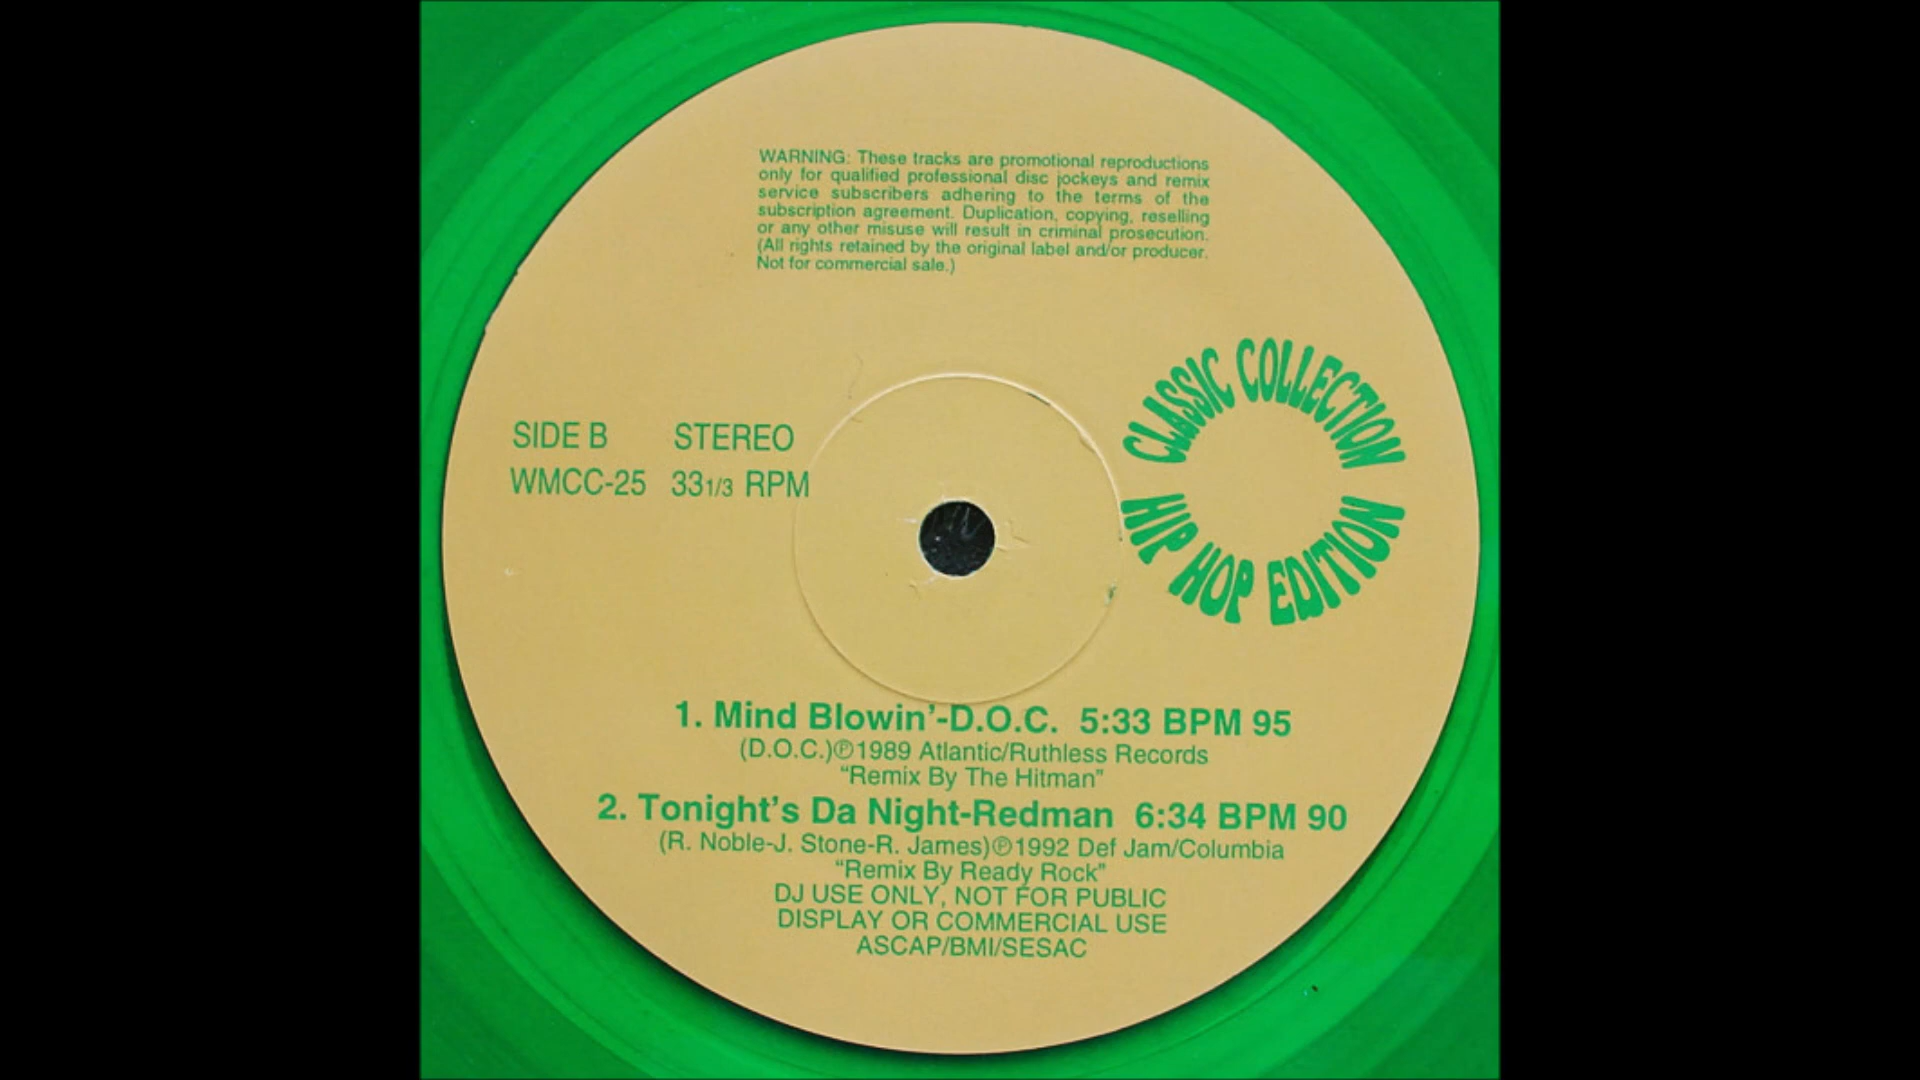 WARNING: These tracks are promotional reproductions
only for qualified professional disc jockeys and remix
service subscribers adhering to the terms of the
subscription agreement. Duplication, copying, reselling
or any other misuse will result in criminal prosecution.
(All rights retained by the original label and/or producer.
Not for commercial sale.)
CLASSIC COLLECTION
HIP HOP EDITION
SIDE B STEREO
WMCC-25 33 1/3 RPM
1. Mind Blowin'-D.O.C. 5:33 BPM 95
(D.O.C.)℗1989 Atlantic/Ruthless Records
“Remix By The Hitman”
2. Tonight's Da Night-Redman 6:34 BPM 90
(R. Noble-J. Stone-R. James)℗1992 Def Jam/Columbia
“Remix By Ready Rock”
DJ USE ONLY, NOT FOR PUBLIC
DISPLAY OR COMMERCIAL USE
ASCAP/BMI/SESAC